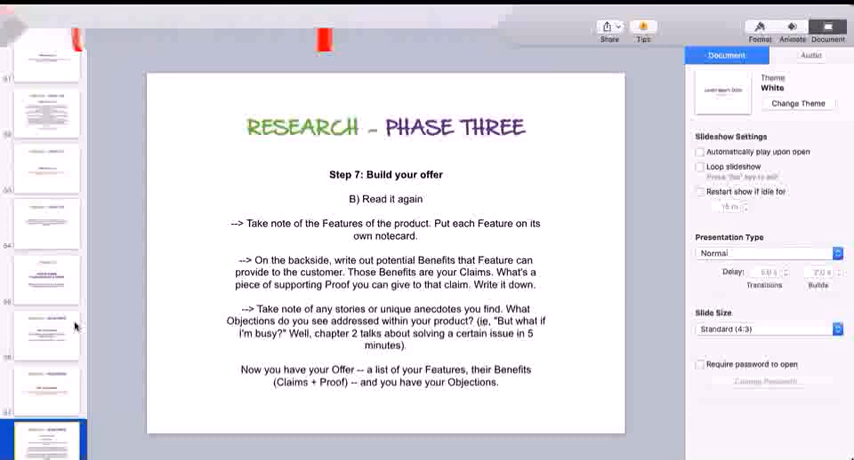 Share
Tips
Format
Animate
Document
Document
Audio
Theme
White
Change Theme
Slideshow Settings
Automatically play upon open
Loop slideshow
Restart show if idle for
15 m
Presentation Type
Normal
Delay:
Transitions
Builds
Slide Size
Standard (4:3)
Require password to open
RESEARCH - PHASE THREE
Step 7: Build your offer
B) Read it again
--> Take note of the Features of the product. Put each Feature on its
own notecard.
--> On the backside, write out potential Benefits that Feature can
provide to the customer. Those Benefits are your Claims. What's a
piece of supporting Proof you can give to that claim. Write it down.
--> Take note of any stories or unique anecdotes you find. What
Objections do you see addressed within your product? (ie, "But what if
I'm busy?" Well, chapter 2 talks about solving a certain issue in 5
minutes).
Now you have your Offer -- a list of your Features, their Benefits
(Claims + Proof) -- and you have your Objections.